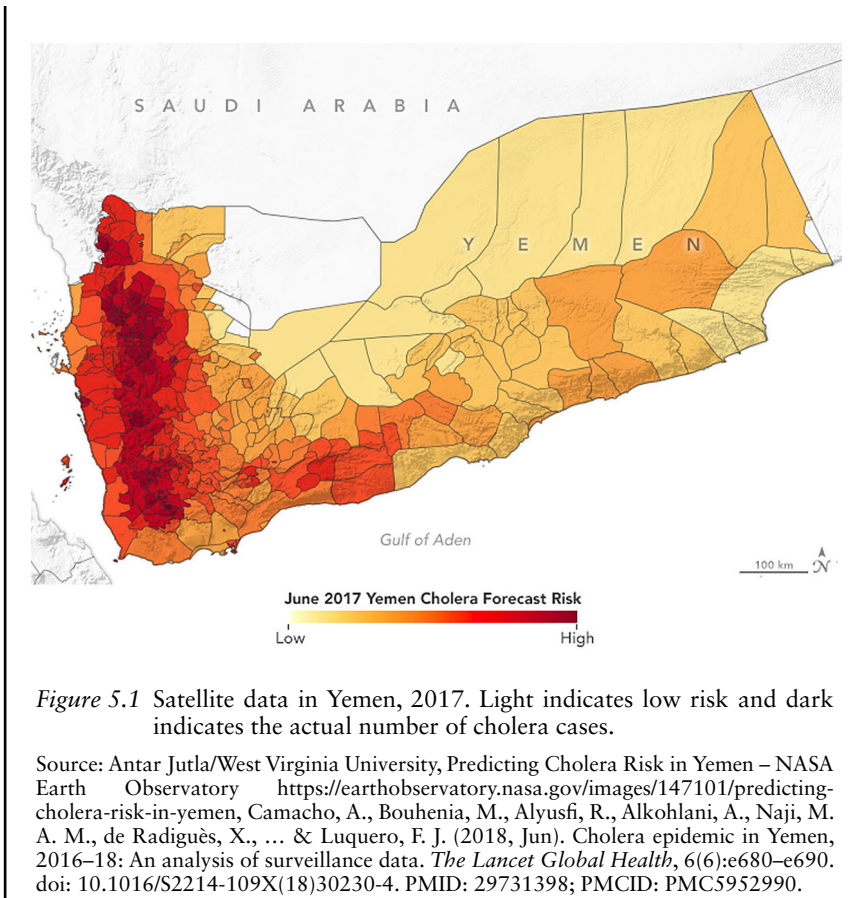 SAUDI ARABIA
YEMEN
Gulf of Aden
100 km
N
June 2017 Yemen Cholera Forecast Risk
Low High
Figure 5.1 Satellite data in Yemen, 2017. Light indicates low risk and dark
indicates the actual number of cholera cases.
Source: Antar Jutla/West Virginia University, Predicting Cholera Risk in Yemen – NASA
Earth Observatory https://earthobservatory.nasa.gov/images/147101/predicting-
cholera-risk-in-yemen, Camacho, A., Bouhenia, M., Alyusfi, R., Alkohlani, A., Naji, M.
A. M., de Radiguès, X., … & Luquero, F. J. (2018, Jun). Cholera epidemic in Yemen,
2016–18: An analysis of surveillance data. The Lancet Global Health, 6(6):e680–e690.
doi: 10.1016/S2214-109X(18)30230-4. PMID: 29731398; PMCID: PMC5952990.